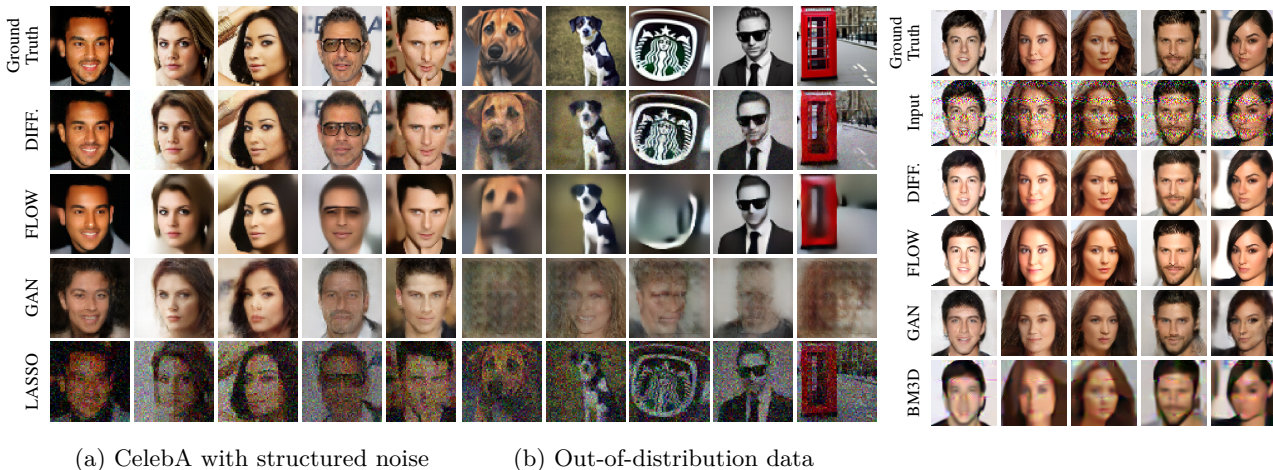 Ground
Truth
DIFF.
FLOW
GAN
LASSO
(a) CelebA with structured noise
(b) Out-of-distribution data
Ground
Truth
Input
DIFF.
FLOW
GAN
BM3D